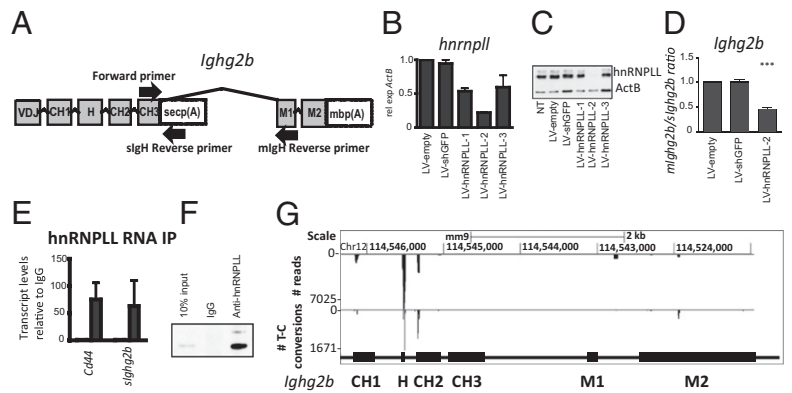 A
Ighg2b
Forward primer
VDJ CH1 H CH2 CH3 secp(A) M1 M2 mbp(A)
sIgH Reverse primer
mIgH Reverse primer
B
hnrnpll
rel exp ActB
1.0
0.5
0
LV-empty
LV-shGFP
LV-hnRNPLL-1
LV-hnRNPLL-2
LV-hnRNPLL-3
C
hnRNPLL
ActB
NT
LV-empty
LV-shGFP
LV-hnRNPLL-1
LV-hnRNPLL-2
LV-hnRNPLL-3
D
Ighg2b
mIghg2b/sIghg2b ratio
1.5
1.0
0.5
0
***
LV-empty
LV-shGFP
LV-hnRNPLL-2
E
hnRNPLL RNA IP
Transcript levels
relative to IgG
150
100
50
0
Cd44
sIghg2b
F
10% input
IgG
Anti-hnRNPLL
G
Scale mm9 2 kb
Chr12 114,546,000 114,545,000 114,544,000 114,543,000 114,524,000
0
# reads
7025
0
# T-C
conversions
1671
Ighg2b CH1 H CH2 CH3 M1 M2